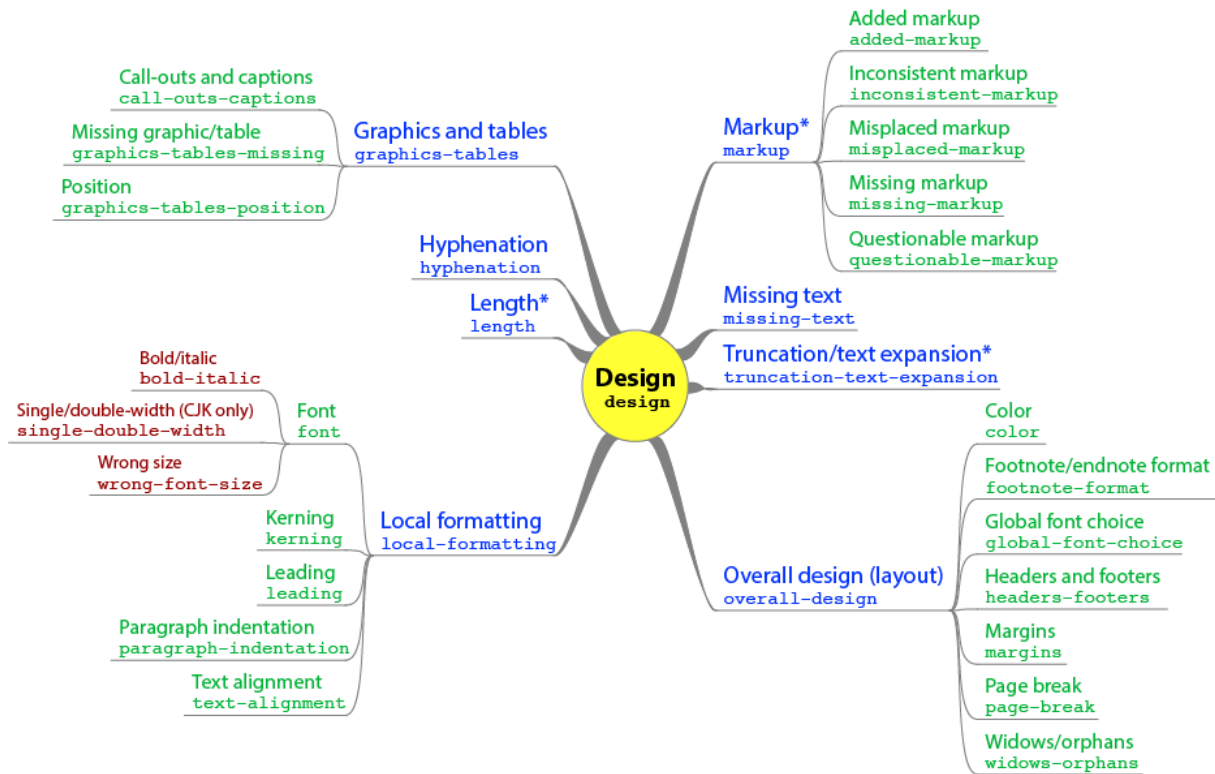 Design
design
Graphics and tables
graphics-tables
Call-outs and captions
call-outs-captions
Missing graphic/table
graphics-tables-missing
Position
graphics-tables-position
Hyphenation
hyphenation
Length*
length
Local formatting
local-formatting
Font
font
Bold/italic
bold-italic
Single/double-width (CJK only)
single-double-width
Wrong size
wrong-font-size
Kerning
kerning
Leading
leading
Paragraph indentation
paragraph-indentation
Text alignment
text-alignment
Markup*
markup
Added markup
added-markup
Inconsistent markup
inconsistent-markup
Misplaced markup
misplaced-markup
Missing markup
missing-markup
Questionable markup
questionable-markup
Missing text
missing-text
Truncation/text expansion*
truncation-text-expansion
Overall design (layout)
overall-design
Color
color
Footnote/endnote format
footnote-format
Global font choice
global-font-choice
Headers and footers
headers-footers
Margins
margins
Page break
page-break
Widows/orphans
widows-orphans